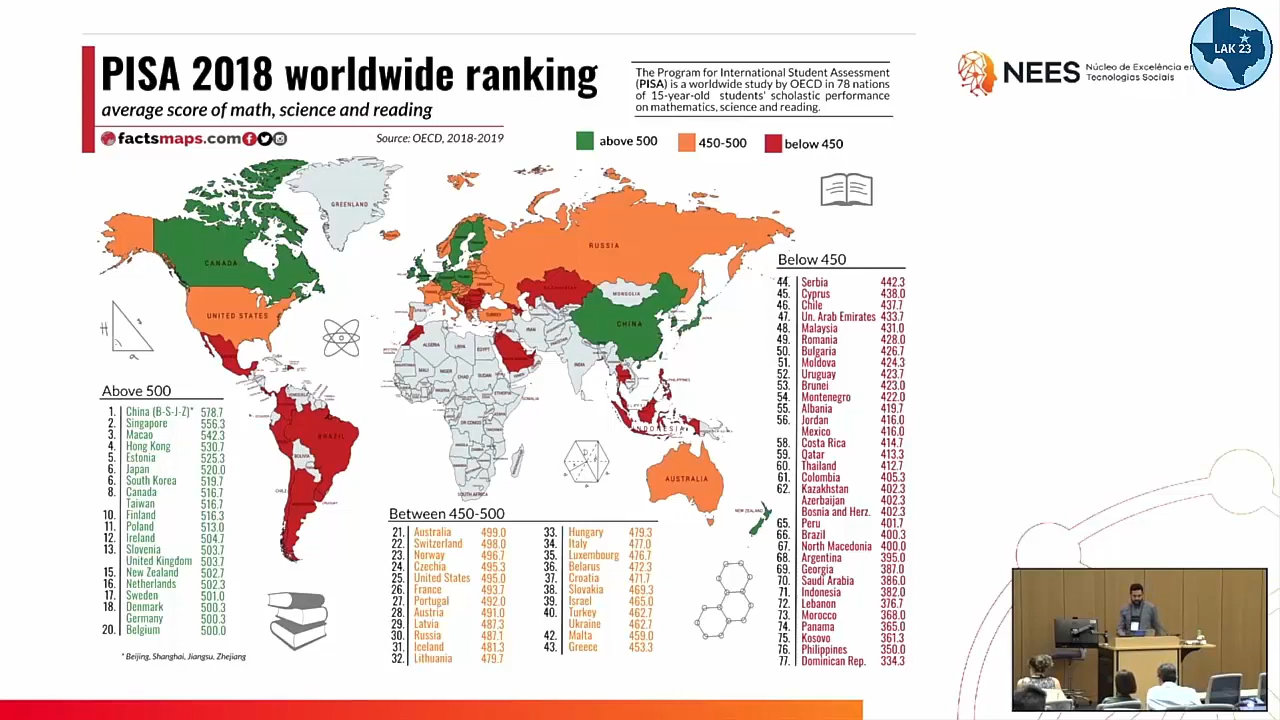 PISA 2018 worldwide ranking
average score of math, science and reading
factsmaps.com
Source: OECD, 2018-2019
The Program for International Student Assessment
(PISA) is a worldwide study by OECD in 78 nations
of 15-year-old students' scholastic performance
on mathematics, science and reading.
above 500
450-500
below 450
NEES
Núcleo de Excelência em
Tecnologias Sociais
LAK 23
GREENLAND
CANADA
RUSSIA
UNITED STATES
MONGOLIA
CHINA
BRAZIL
INDONESIA
AUSTRALIA
Above 500
1. China (B-S-J-Z)* 578.7
2. Singapore 556.3
3. Macao 542.3
4. Hong Kong 530.7
5. Estonia 525.3
6. Japan 520.0
6. South Korea 519.7
8. Canada 516.7
Taiwan 516.7
10. Finland 516.3
11. Poland 513.0
12. Ireland 504.7
13. Slovenia 503.7
United Kingdom 503.7
15. New Zealand 502.7
16. Netherlands 502.3
17. Sweden 501.0
18. Denmark 500.3
Germany 500.3
20. Belgium 500.0
* Beijing, Shanghai, Jiangsu, Zhejiang
Between 450-500
21. Australia 499.0
22. Switzerland 498.0
23. Norway 496.7
24. Czechia 495.3
25. United States 495.0
26. France 493.7
27. Portugal 492.0
28. Austria 491.0
29. Latvia 487.3
30. Russia 487.1
31. Iceland 481.3
32. Lithuania 479.7
33. Hungary 479.3
34. Italy 477.0
35. Luxembourg 476.7
36. Belarus 472.3
37. Croatia 471.7
38. Slovakia 469.3
39. Israel 465.0
40. Turkey 462.7
Ukraine 462.7
42. Malta 459.0
43. Greece 453.3
Below 450
44. Serbia 442.3
45. Cyprus 438.0
46. Chile 437.7
47. Un. Arab Emirates 433.7
48. Malaysia 431.0
49. Romania 428.0
50. Bulgaria 426.7
51. Moldova 424.3
52. Uruguay 423.7
53. Brunei 423.0
54. Montenegro 422.0
55. Albania 419.7
56. Jordan 416.0
Mexico 416.0
58. Costa Rica 414.7
59. Qatar 413.3
60. Thailand 412.7
61. Colombia 405.3
62. Kazakhstan 402.3
Azerbaijan 402.3
Bosnia and Herz. 402.3
65. Peru 401.7
66. Brazil 400.3
67. North Macedonia 400.0
68. Argentina 395.0
69. Georgia 387.0
70. Saudi Arabia 386.0
71. Indonesia 382.0
72. Lebanon 376.7
73. Morocco 368.0
74. Panama 365.0
75. Kosovo 361.3
76. Philippines 350.0
77. Dominican Rep. 334.3